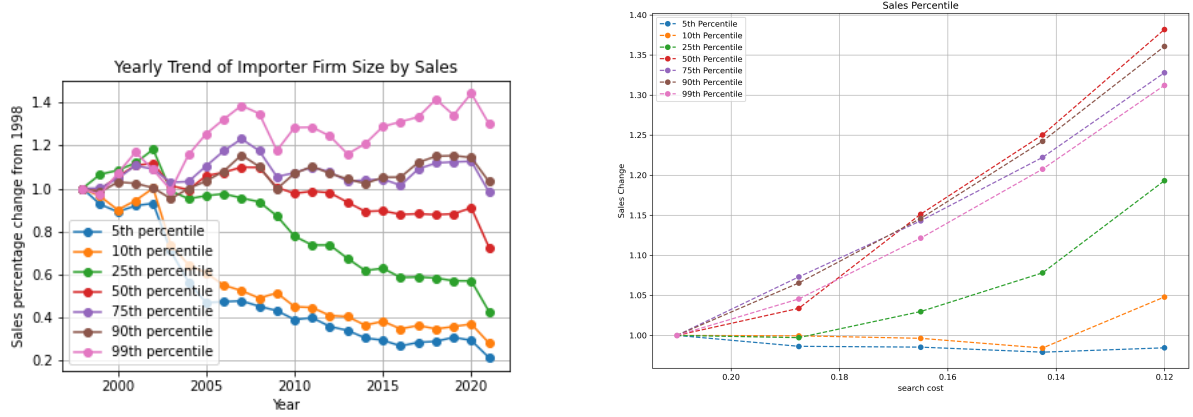 Yearly Trend of Importer Firm Size by Sales
Sales percentage change from 1998
1.4
1.2
1.0
0.8
0.6
0.4
0.2
5th percentile
10th percentile
25th percentile
50th percentile
75th percentile
90th percentile
99th percentile
2000
2005
2010
2015
2020
Year
Sales Percentile
Sales Change
1.40
1.35
1.30
1.25
1.20
1.15
1.10
1.05
1.00
5th Percentile
10th Percentile
25th Percentile
50th Percentile
75th Percentile
90th Percentile
99th Percentile
0.20
0.18
0.16
0.14
0.12
search cost